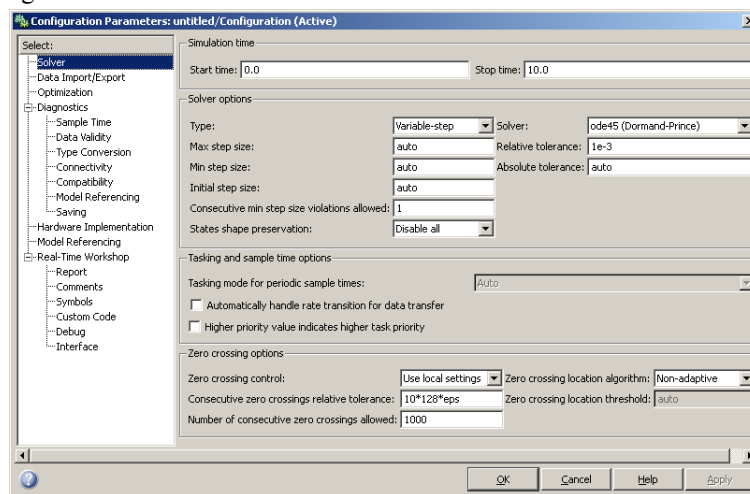 Configuration Parameters: untitled/Configuration (Active)
Select:
Solver
Data Import/Export
Optimization
Diagnostics
Sample Time
Data Validity
Type Conversion
Connectivity
Compatibility
Model Referencing
Saving
Hardware Implementation
Model Referencing
Real-Time Workshop
Report
Comments
Symbols
Custom Code
Debug
Interface
Simulation time
Start time: 0.0 Stop time: 10.0
Solver options
Type: Variable-step Solver: ode45 (Dormand-Prince)
Max step size: auto Relative tolerance: 1e-3
Min step size: auto Absolute tolerance: auto
Initial step size: auto
Consecutive min step size violations allowed: 1
States shape preservation: Disable all
Tasking and sample time options
Tasking mode for periodic sample times: Auto
Automatically handle rate transition for data transfer
Higher priority value indicates higher task priority
Zero crossing options
Zero crossing control: Use local settings Zero crossing location algorithm: Non-adaptive
Consecutive zero crossings relative tolerance: 10*128*eps Zero crossing location threshold: auto
Number of consecutive zero crossings allowed: 1000
OK Cancel Help Apply